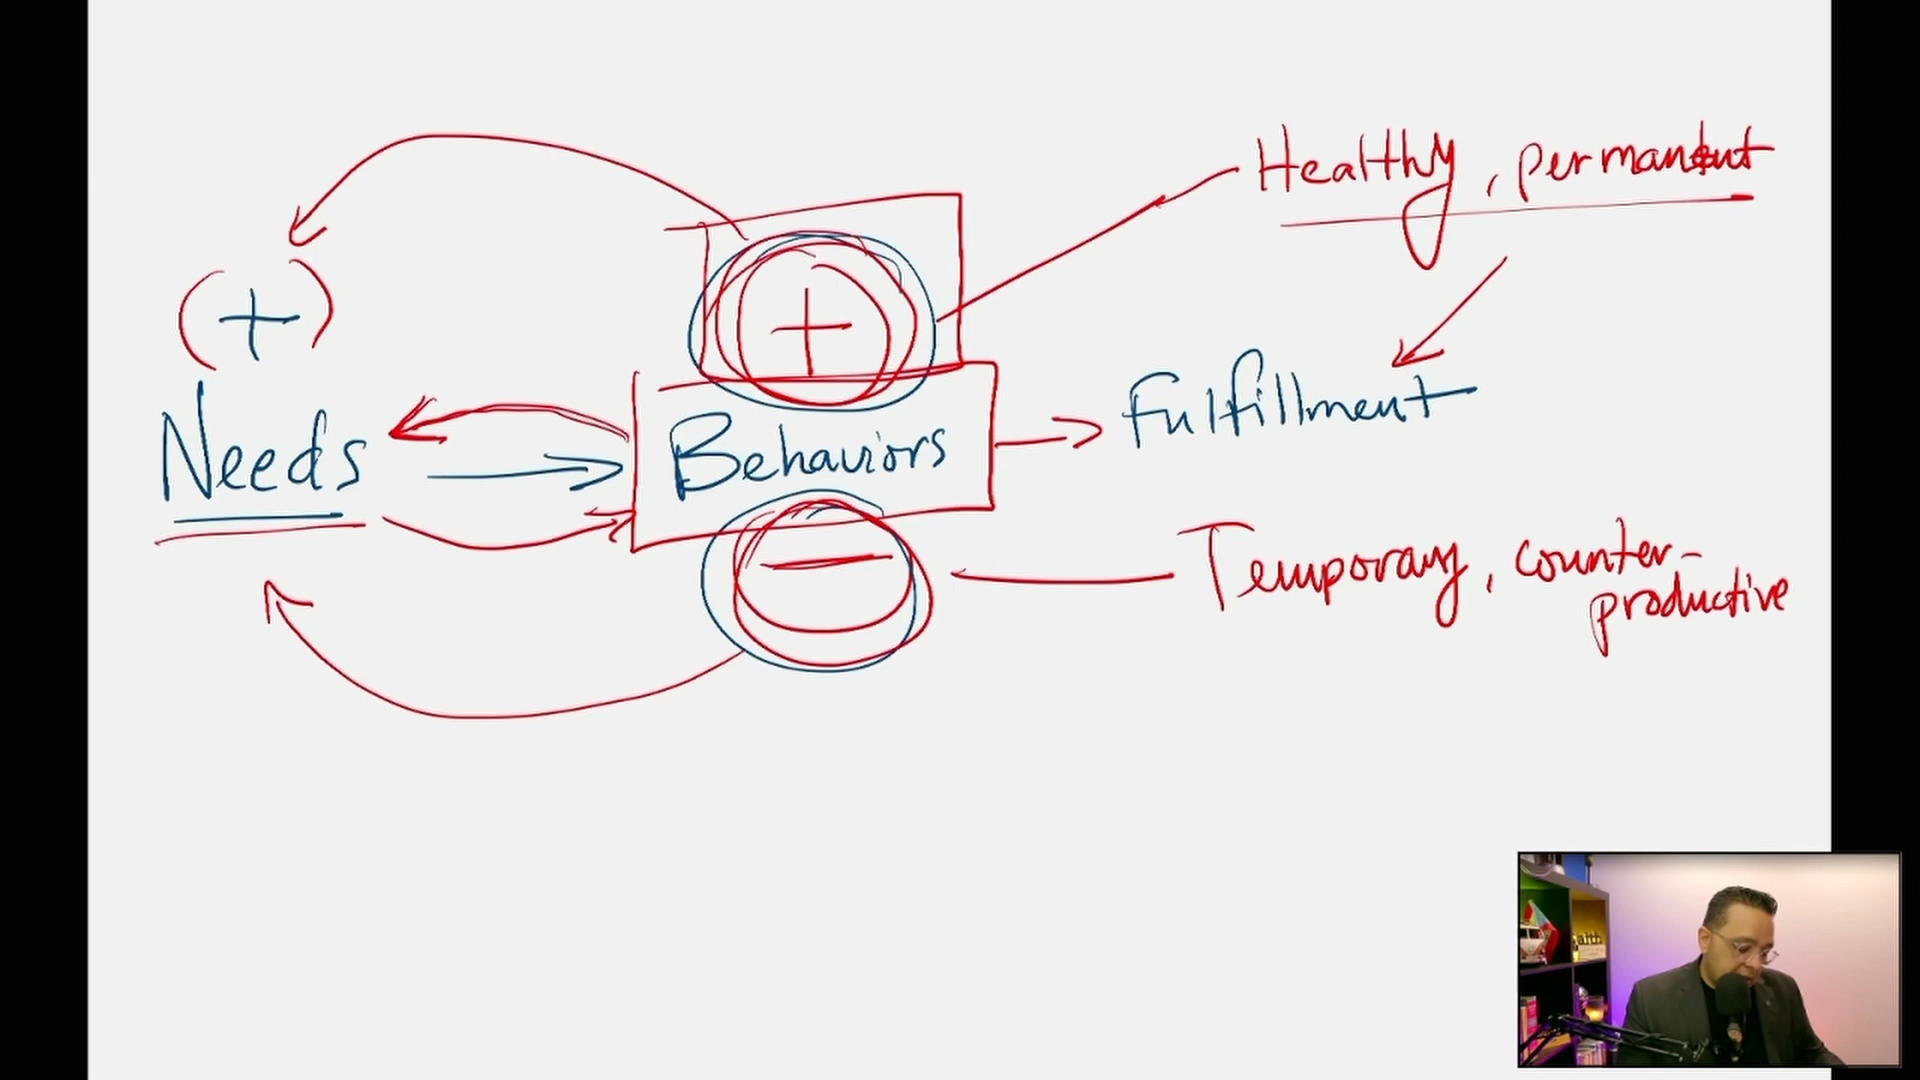 Healthy, permanent
(+)
+
Needs
Behaviors
Fulfillment
-
Temporary, counter-
productive